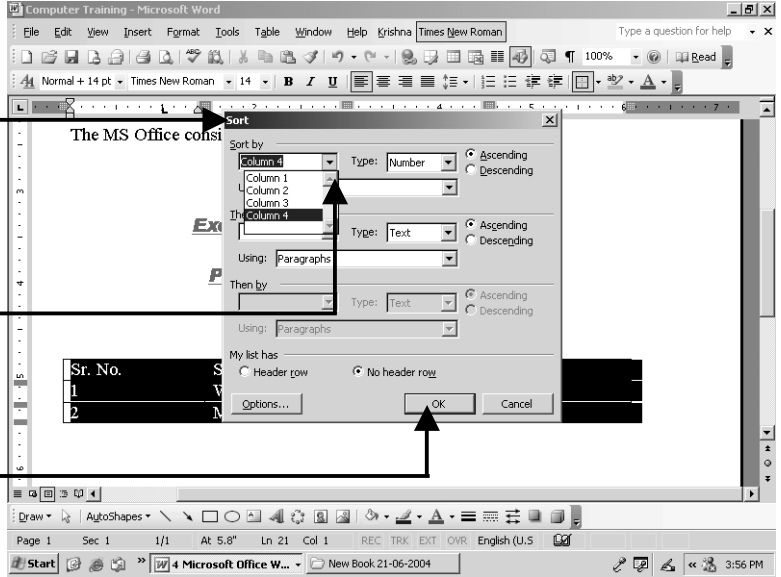 Computer Training - Microsoft Word
File Edit View Insert Format Tools Table Window Help Krishna Times New Roman Type a question for help
100% Read
Normal + 14 pt Times New Roman 14 B I U
2 4 5 6 7
The MS Office consi
Sort
Sort by
Column 4 Type: Number Ascending
Descending
Column 1
Column 2
Column 3
Column 4
Type: Text Ascending
Descending
Using: Paragraphs
Then by
Type: Text Ascending
Descending
Using: Paragraphs
My list has
Header row No header row
Options... OK Cancel
Sr. No. S
1
2 M
Draw AutoShapes
Page 1 Sec 1 1/1 At 5.8" Ln 21 Col 1 REC TRK EXT OVR English (U.S
Start 4 Microsoft Office W... New Book 21-06-2004 3:56 PM